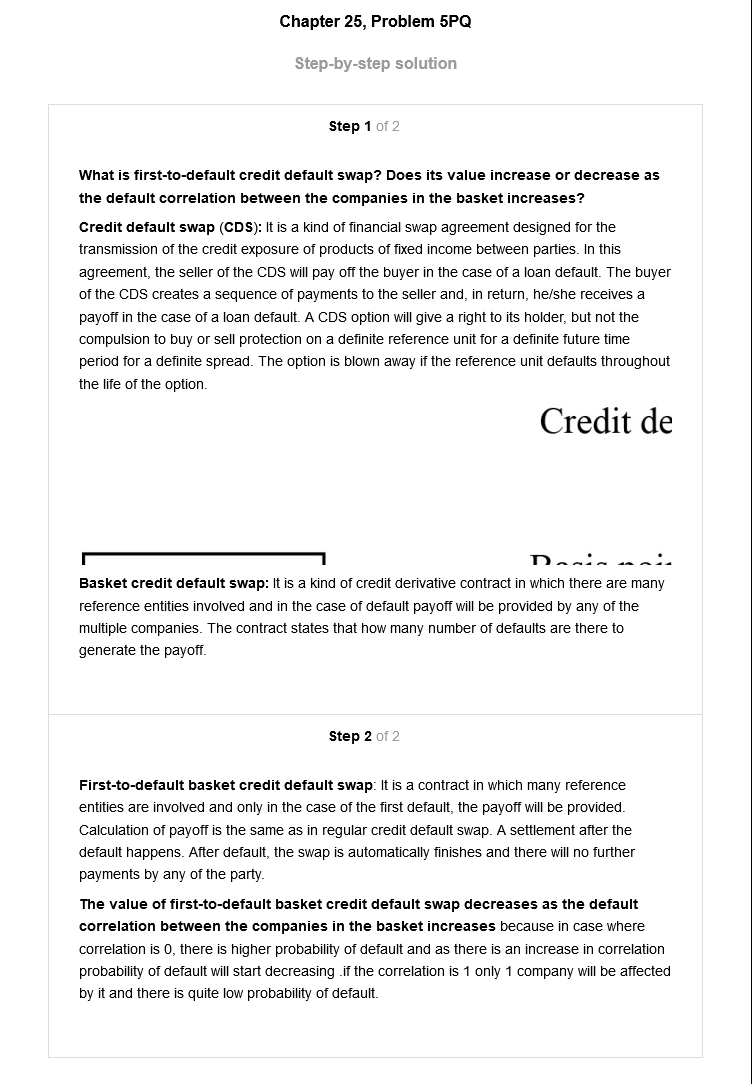 Chapter 25, Problem 5PQ
Step-by-step solution
Step 1 of 2
What is first-to-default credit default swap? Does its value increase or decrease as
the default correlation between the companies in the basket increases?
Credit default swap (CDS): It is a kind of financial swap agreement designed for the
transmission of the credit exposure of products of fixed income between parties. In this
agreement, the seller of the CDS will pay off the buyer in the case of a loan default. The buyer
of the CDS creates a sequence of payments to the seller and, in return, he/she receives a
payoff in the case of a loan default. A CDS option will give a right to its holder, but not the
compulsion to buy or sell protection on a definite reference unit for a definite future time
period for a definite spread. The option is blown away if the reference unit defaults throughout
the life of the option.
Credit de
Basket credit default swap: It is a kind of credit derivative contract in which there are many
reference entities involved and in the case of default payoff will be provided by any of the
multiple companies. The contract states that how many number of defaults are there to
generate the payoff.
Step 2 of 2
First-to-default basket credit default swap: It is a contract in which many reference
entities are involved and only in the case of the first default, the payoff will be provided.
Calculation of payoff is the same as in regular credit default swap. A settlement after the
default happens. After default, the swap is automatically finishes and there will no further
payments by any of the party.
The value of first-to-default basket credit default swap decreases as the default
correlation between the companies in the basket increases because in case where
correlation is 0, there is higher probability of default and as there is an increase in correlation
probability of default will start decreasing .if the correlation is 1 only 1 company will be affected
by it and there is quite low probability of default.